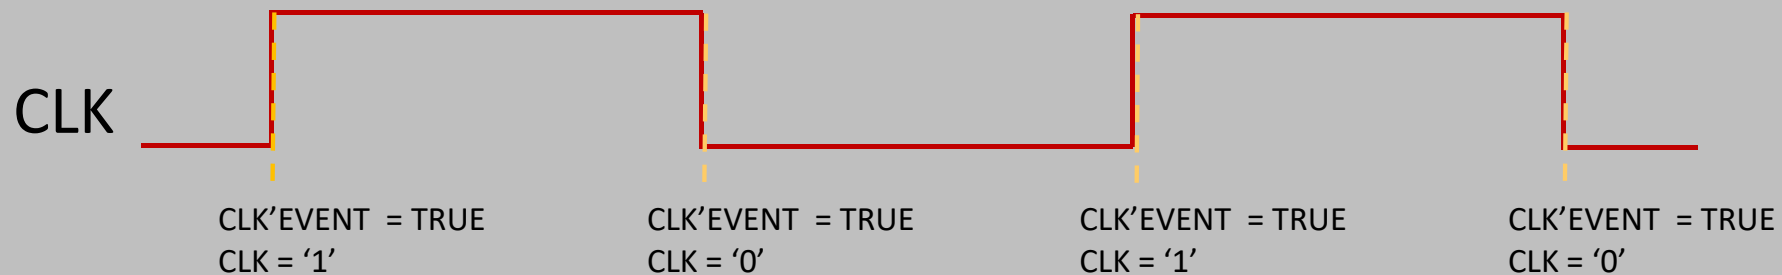 CLK
CLK’EVENT = TRUE
CLK = ‘1’
CLK’EVENT = TRUE
CLK = ‘0’
CLK’EVENT = TRUE
CLK = ‘1’
CLK’EVENT = TRUE
CLK = ‘0’